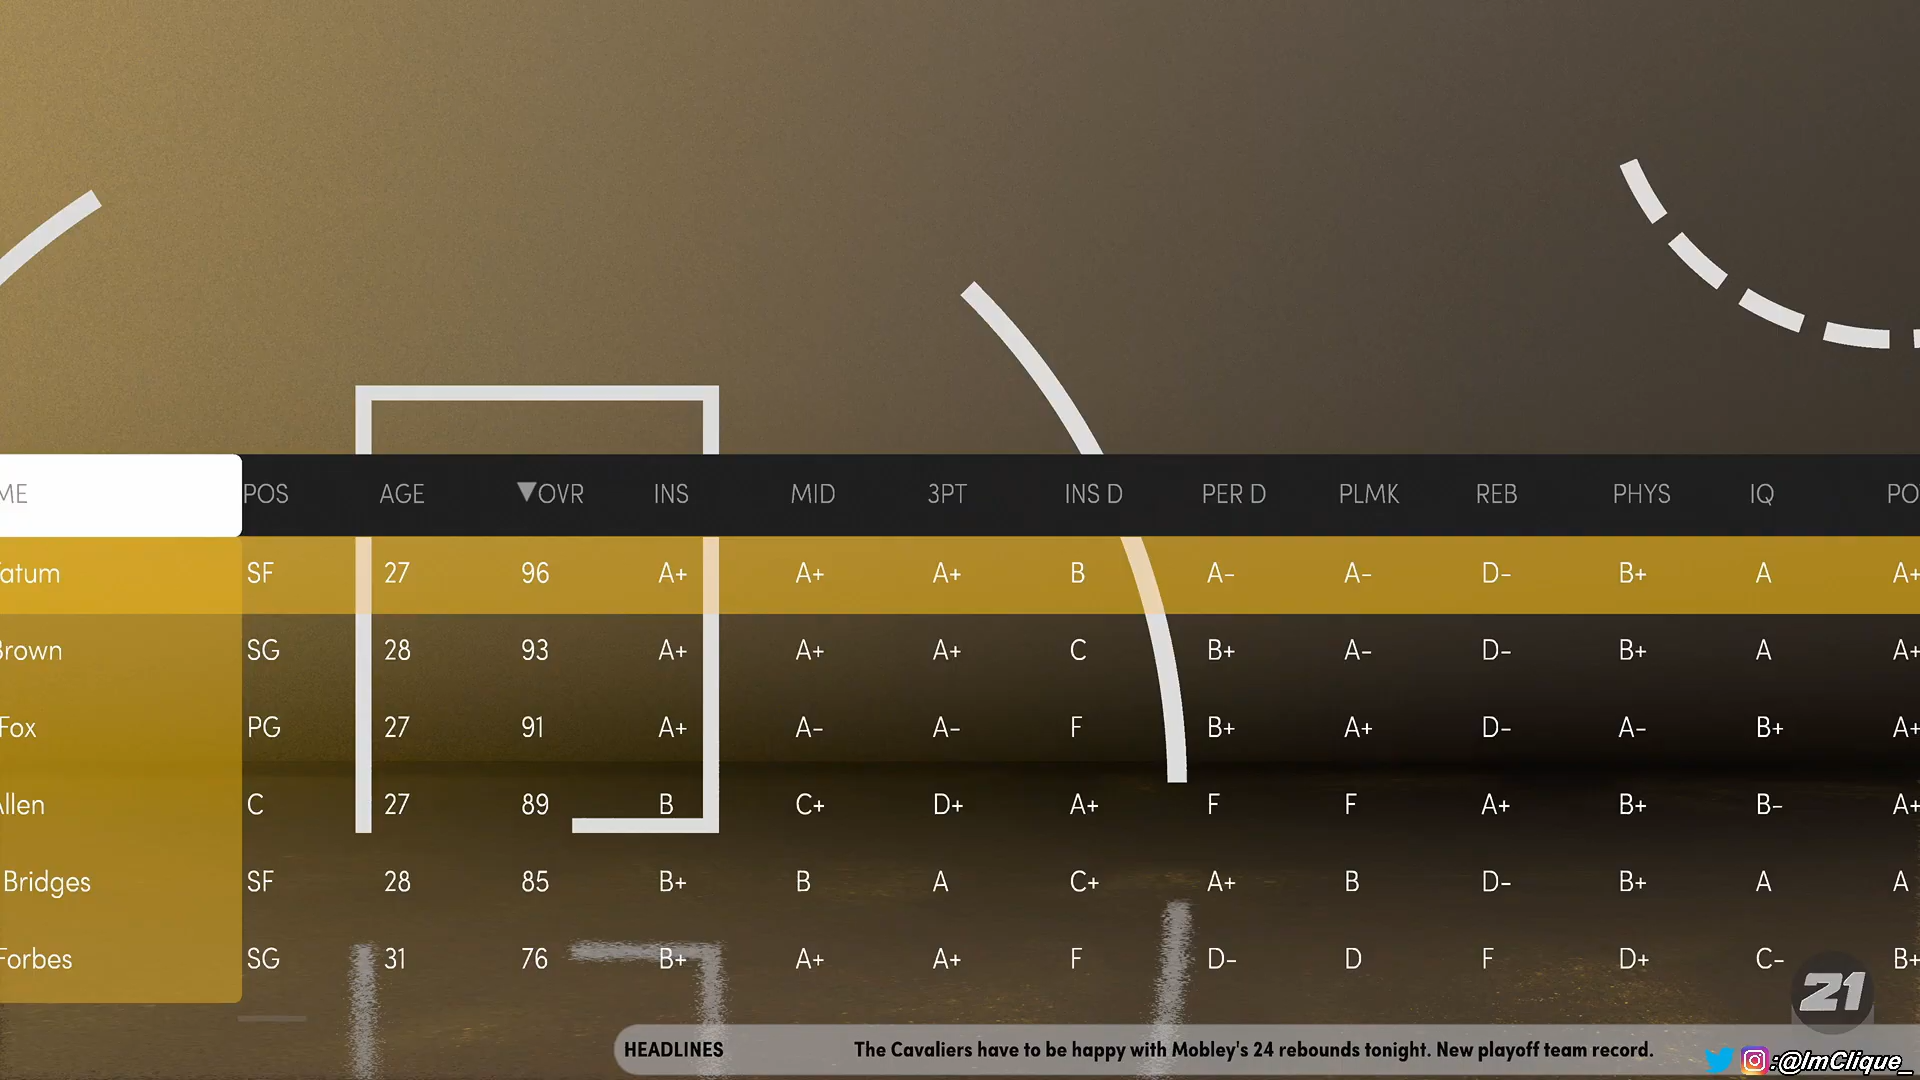 ME POS AGE ▼OVR INS MID 3PT INS D PER D PLMK REB PHYS IQ PO
atum SF 27 96 A+ A+ A+ B A- A- D- B+ A A+
Brown SG 28 93 A+ A+ A+ C B+ A- D- B+ A A+
Fox PG 27 91 A+ A- A- F B+ A+ D- A- B+ A+
Allen C 27 89 B C+ D+ A+ F F A+ B+ B- A+
Bridges SF 28 85 B+ B A C+ A+ B D- B+ A A
Forbes SG 31 76 B+ A+ A+ F D- D F D+ C- B+
21
HEADLINES The Cavaliers have to be happy with Mobley's 24 rebounds tonight. New playoff team record.
:@ImClique_